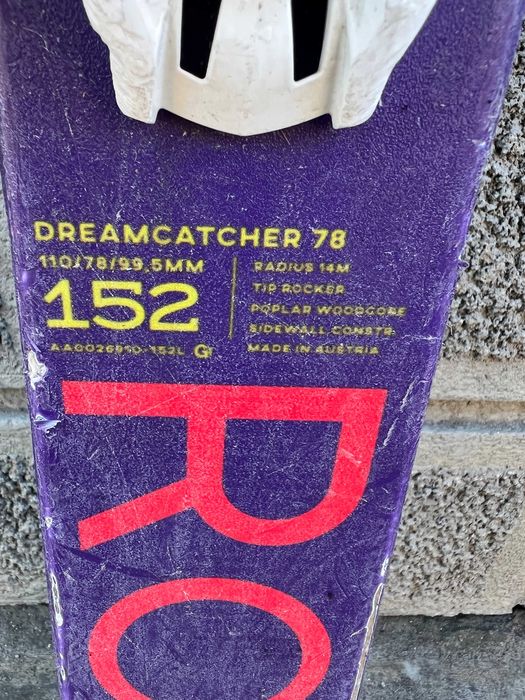 DREAMCATCHER 78
110/78/99,5MM
152
RADIUS 14M
TIP ROCKER
POPLAR WOODCORE
SIDEWALL CONSTR.
MADE IN AUSTRIA
RO